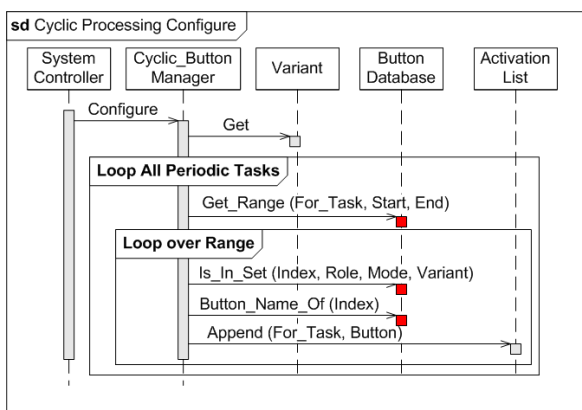 sd Cyclic Processing Configure
System
Controller
Cyclic_Button
Manager
Variant
Button
Database
Activation
List
Configure
Get
Loop All Periodic Tasks
Get_Range (For_Task, Start, End)
Loop over Range
Is_In_Set (Index, Role, Mode, Variant)
Button_Name_Of (Index)
Append (For_Task, Button)